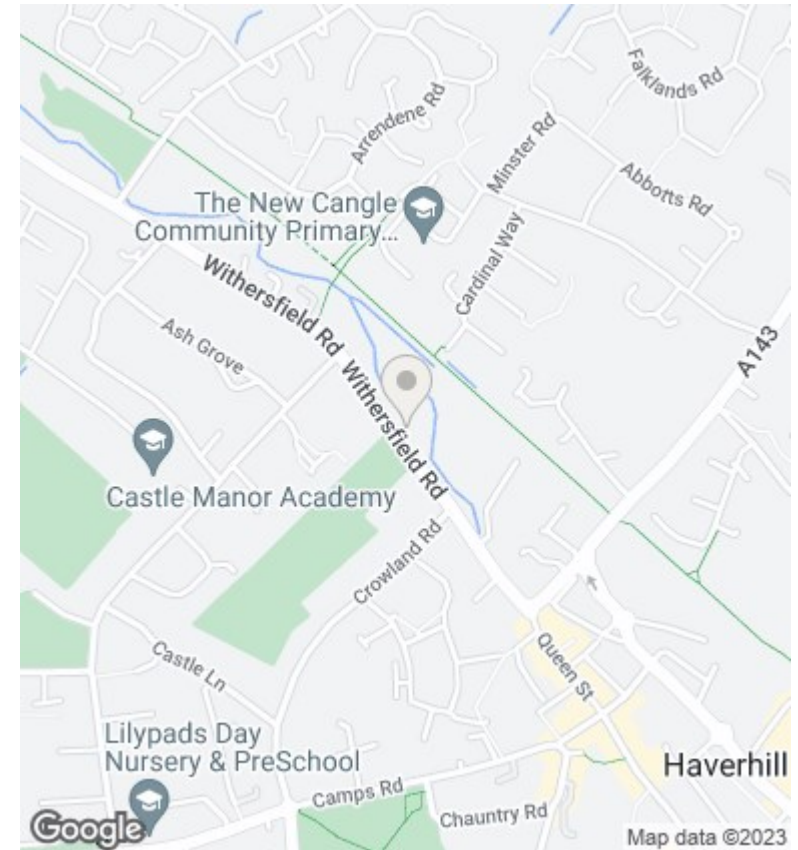 Falklands Rd
Arrendene Rd
Minster Rd
Abbotts Rd
The New Cangle
Community Primary...
Cardinal Way
Withersfield Rd
Ash Grove
A143
Withersfield Rd
Castle Manor Academy
Crowland Rd
Queen St
Castle Ln
Lilypads Day
Nursery & PreSchool
Haverhill
Camps Rd
Chauntry Rd
Google
Map data ©2023